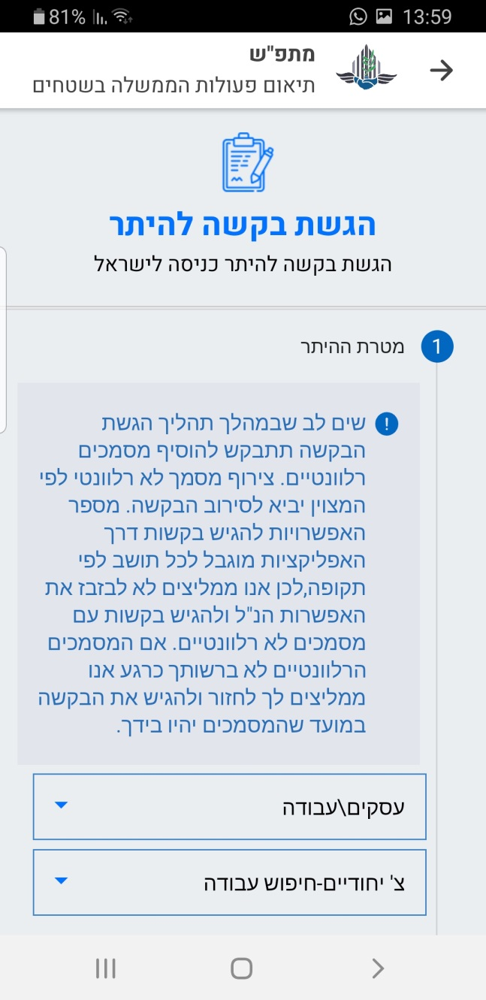 81%
13:59
מתפ"ש
תיאום פעולות הממשלה בשטחים
הגשת בקשה להיתר
הגשת בקשה להיתר כניסה לישראל
1
מטרת ההיתר
שים לב שבמהלך תהליך הגשת
הבקשה תתבקש להוסיף מסמכים
רלוונטיים. צירוף מסמך לא רלוונטי לפי
המצוין יביא לסירוב הבקשה. מספר
האפשרויות להגיש בקשות דרך
האפליקציות מוגבל לכל תושב לפי
תקופה,לכן אנו ממליצים לא לבזבז את
האפשרות הנ"ל ולהגיש בקשות עם
מסמכים לא רלוונטיים. אם המסמכים
הרלוונטיים לא ברשותך כרגע אנו
ממליצים לך לחזור ולהגיש את הבקשה
במועד שהמסמכים יהיו בידך.
עסקים\עבודה
צ' יחודיים-חיפוש עבודה